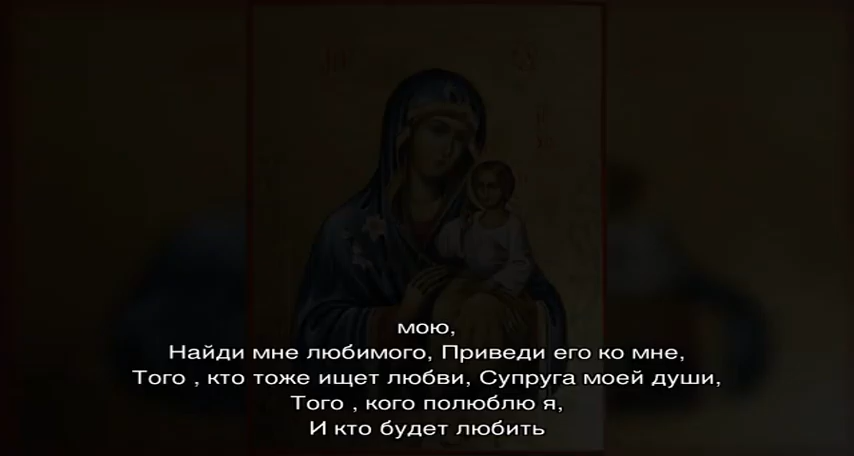 мою,
Найди мне любимого, Приведи его ко мне,
Того , кто тоже ищет любви, Супруга моей души,
Того , кого полюблю я,
И кто будет любить